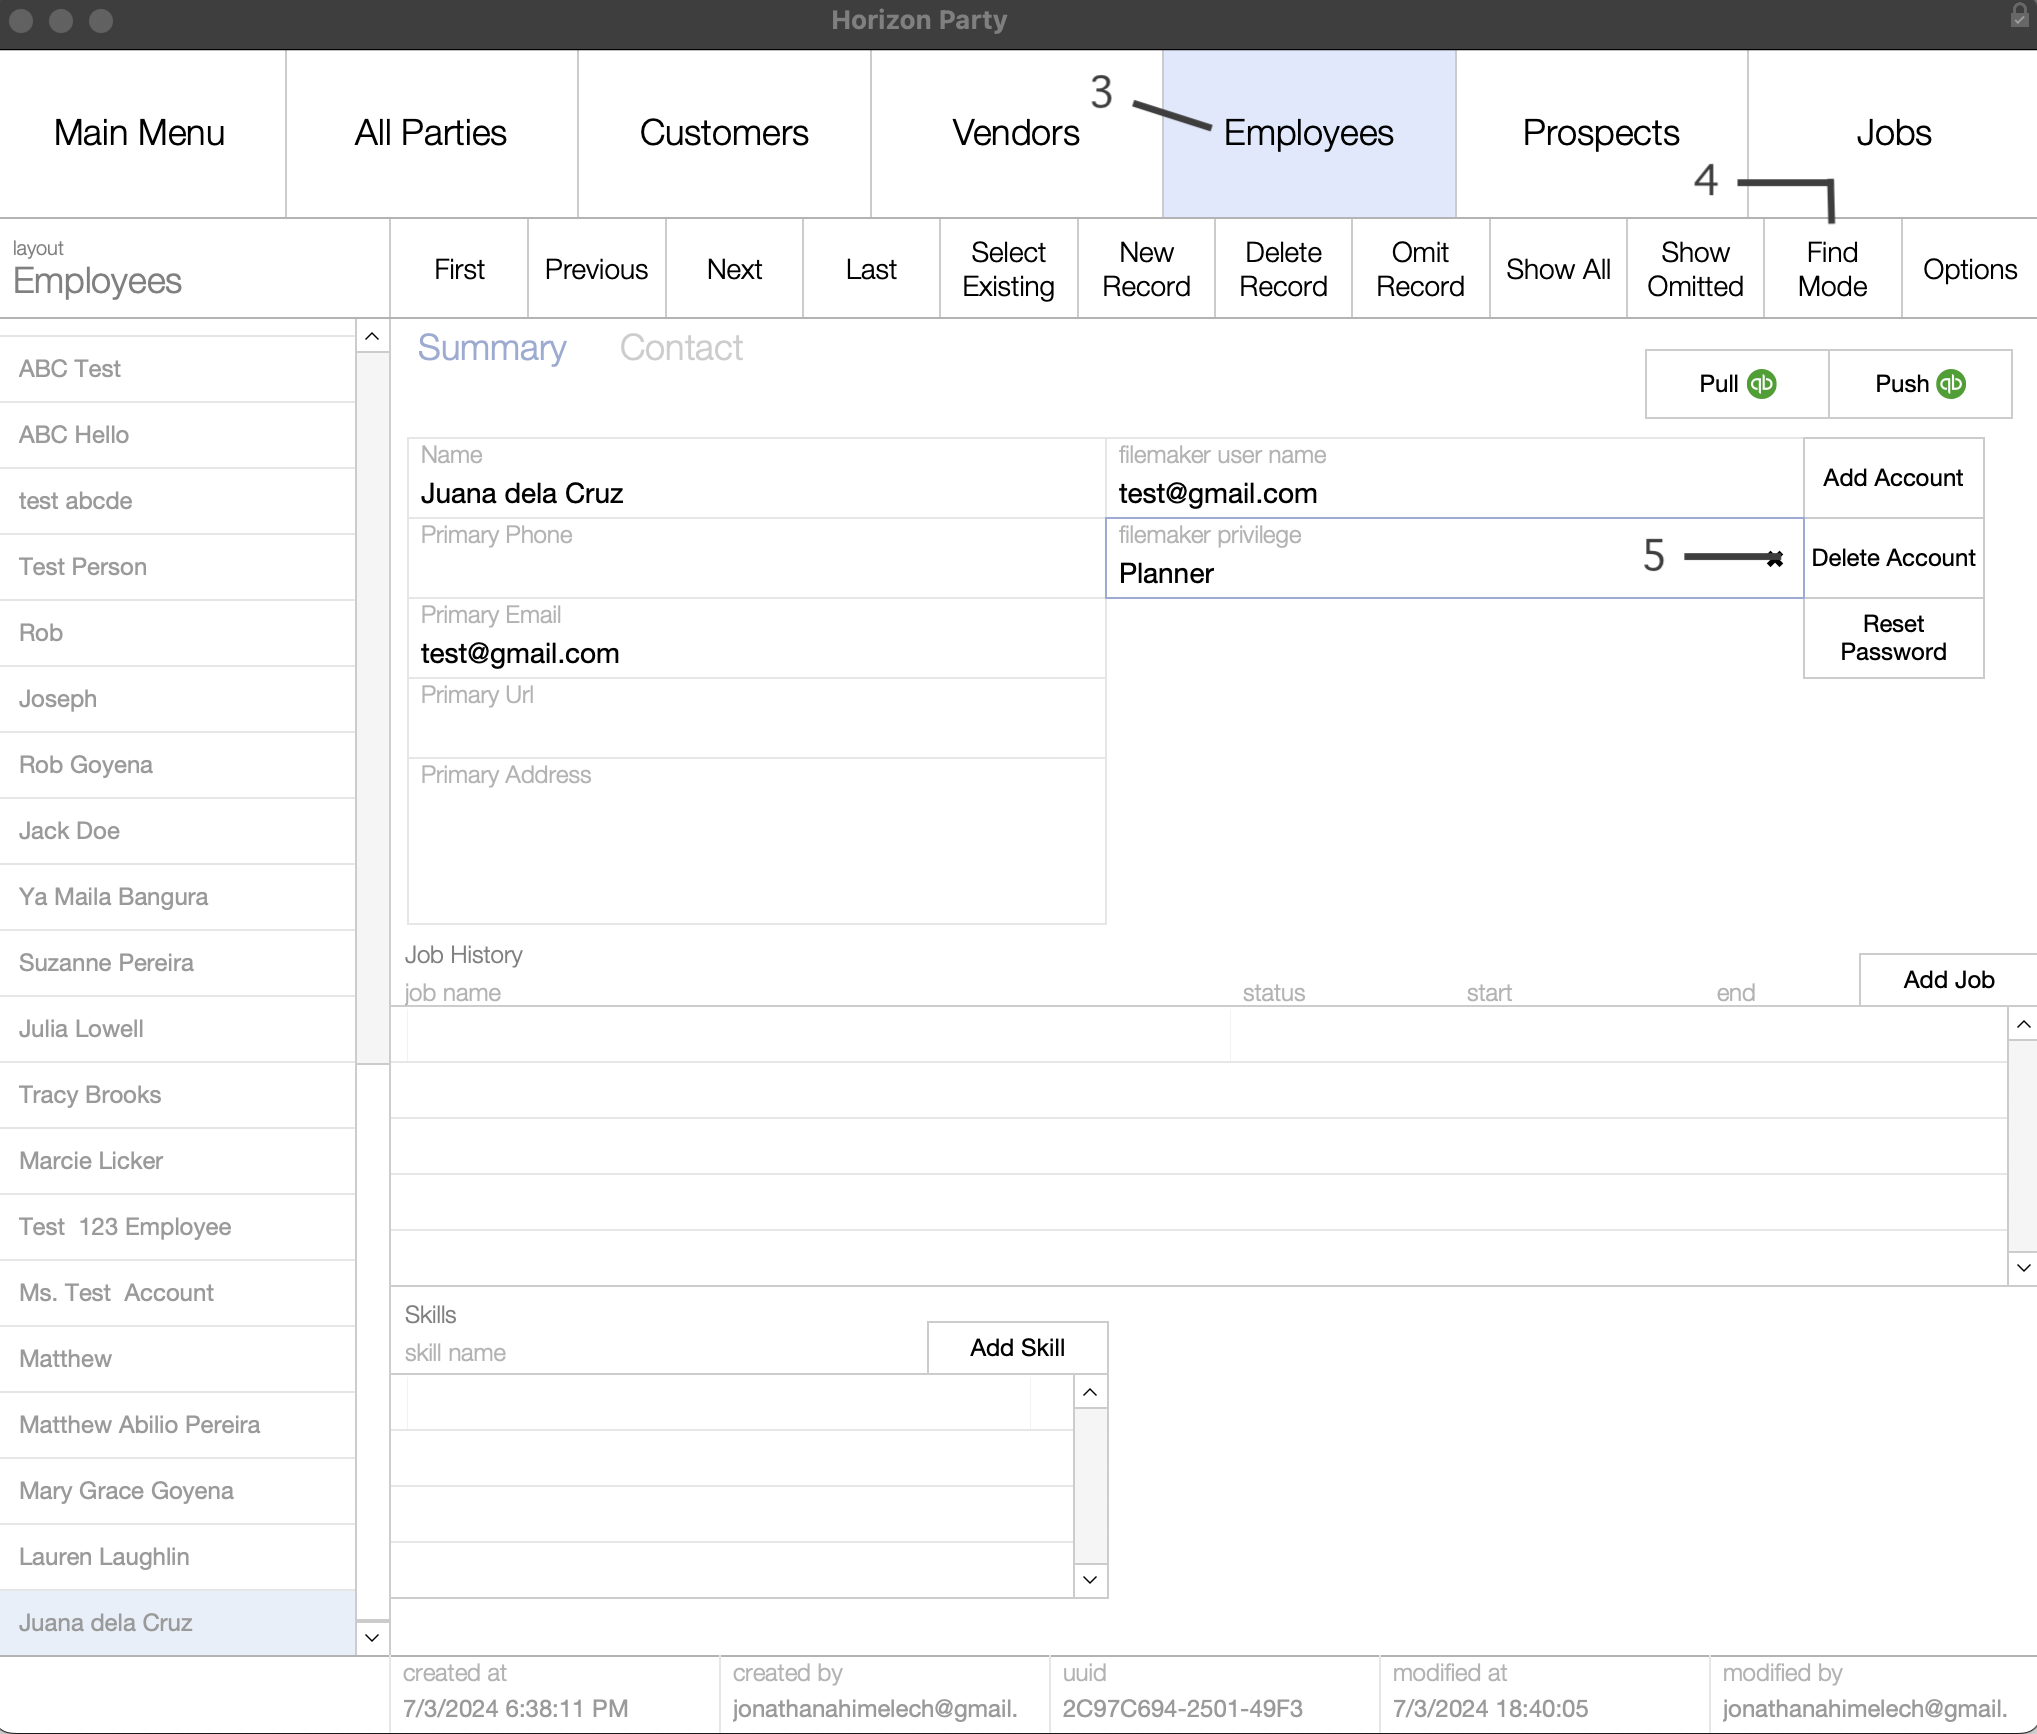 Horizon Party
3
Main Menu
All Parties
Customers
Vendors
Employees
Prospects
Jobs
4
layout
Employees
First
Previous
Next
Last
Select
Existing
New
Record
Delete
Record
Omit
Record
Show All
Show
Omitted
Find
Mode
Options
ABC Test
ABC Hello
test abcde
Test Person
Rob
Joseph
Rob Goyena
Jack Doe
Ya Maila Bangura
Suzanne Pereira
Julia Lowell
Tracy Brooks
Marcie Licker
Test  123 Employee
Ms. Test  Account
Matthew
Matthew Abilio Pereira
Mary Grace Goyena
Lauren Laughlin
Juana dela Cruz
Summary
Contact
Pull qb
Push qb
Name
Juana dela Cruz
filemaker user name
test@gmail.com
Add Account
Primary Phone
filemaker privilege
Planner
5
Delete Account
Primary Email
test@gmail.com
Reset
Password
Primary Url
Primary Address
Job History
job name
status
start
end
Add Job
Skills
skill name
Add Skill
created at
7/3/2024 6:38:11 PM
created by
jonathanahimelech@gmail.
uuid
2C97C694-2501-49F3
modified at
7/3/2024 18:40:05
modified by
jonathanahimelech@gmail.